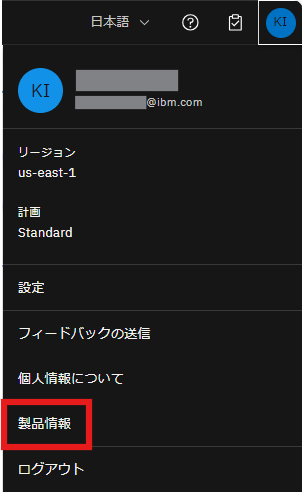 日本語
KI
KI
@ibm.com
リージョン
us-east-1
計画
Standard
設定
フィードバックの送信
個人情報について
製品情報
ログアウト